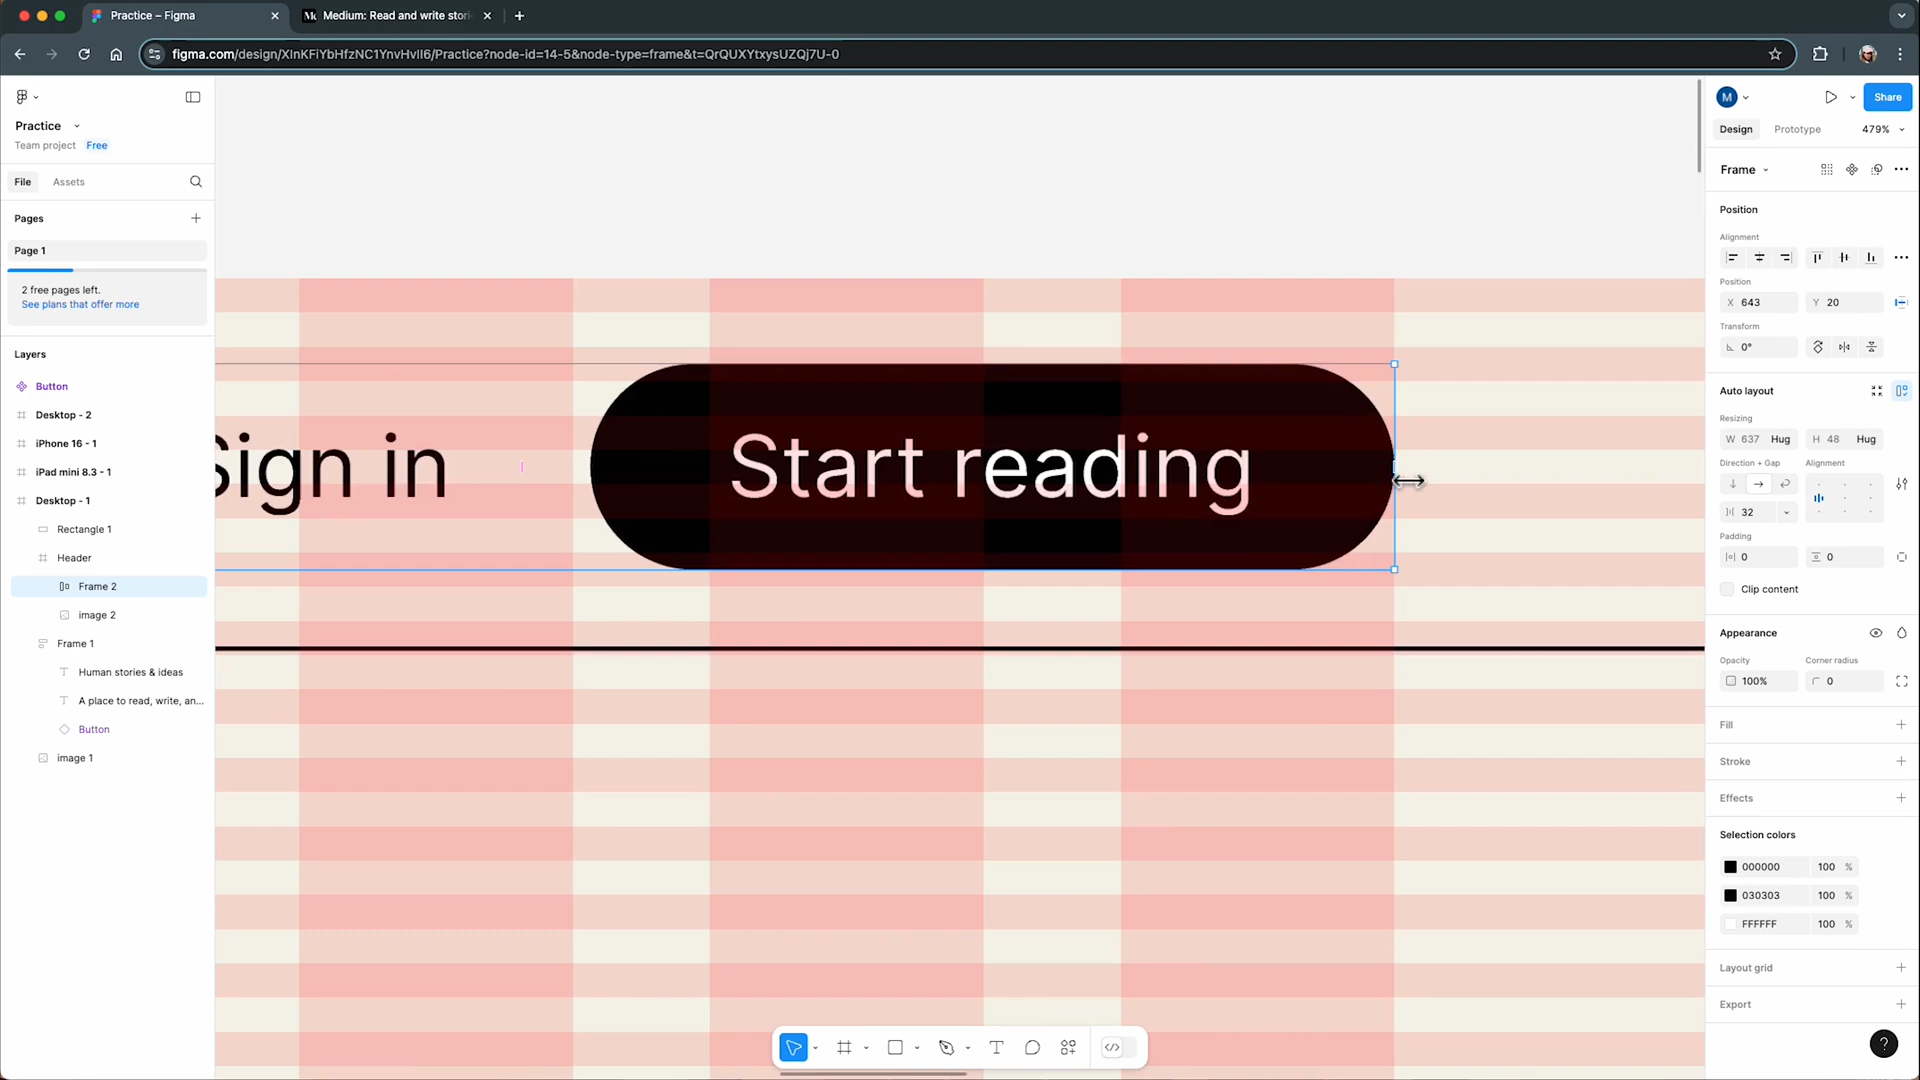 Practice – Figma
Medium: Read and write stori
figma.com/design/XInKFiYbHfzNC1YnvHvII6/Practice?node-id=14-5&node-type=frame&t=QrQUXYtxysUZQj7U-0
Practice
Team project Free
File Assets
Pages
Page 1
2 free pages left.
See plans that offer more
Layers
Button
Desktop - 2
iPhone 16 - 1
iPad mini 8.3 - 1
Desktop - 1
Rectangle 1
Header
Frame 2
image 2
Frame 1
Human stories & ideas
A place to read, write, an...
Button
image 1
Sign in
Start reading
M
Share
Design Prototype 479%
Frame
Position
Alignment
Position
X 643 Y 20
Transform
0°
Auto layout
Resizing
W 637 Hug H 48 Hug
Direction + Gap Alignment
32
Padding
0 0
Clip content
Appearance
Opacity Corner radius
100% 0
Fill
Stroke
Effects
Selection colors
000000 100 %
030303 100 %
FFFFFF 100 %
Layout grid
Export
?